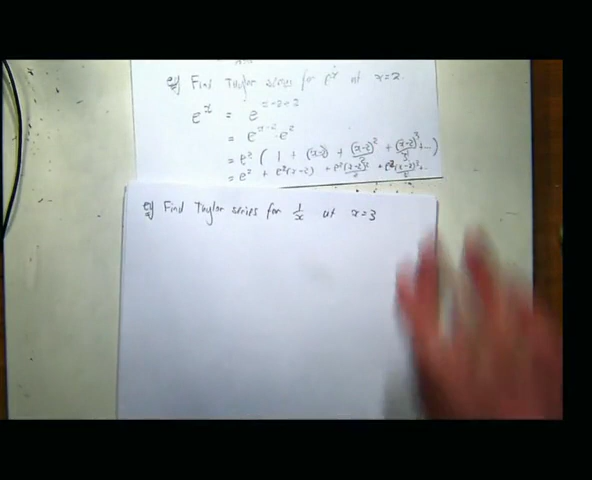 eg Find Taylor series for e^x at x=2.
e^x = e^{x-2+2}
= e^{x-2} · e^2
= e^2 ( 1 + (x-2) + (x-2)^2/2 + (x-2)^3/3! + ... )
= e^2 + e^2(x-2) + e^2(x-2)^2/2 + e^2(x-2)^3/6 ..
eg Find Taylor series for 1/x at x=3